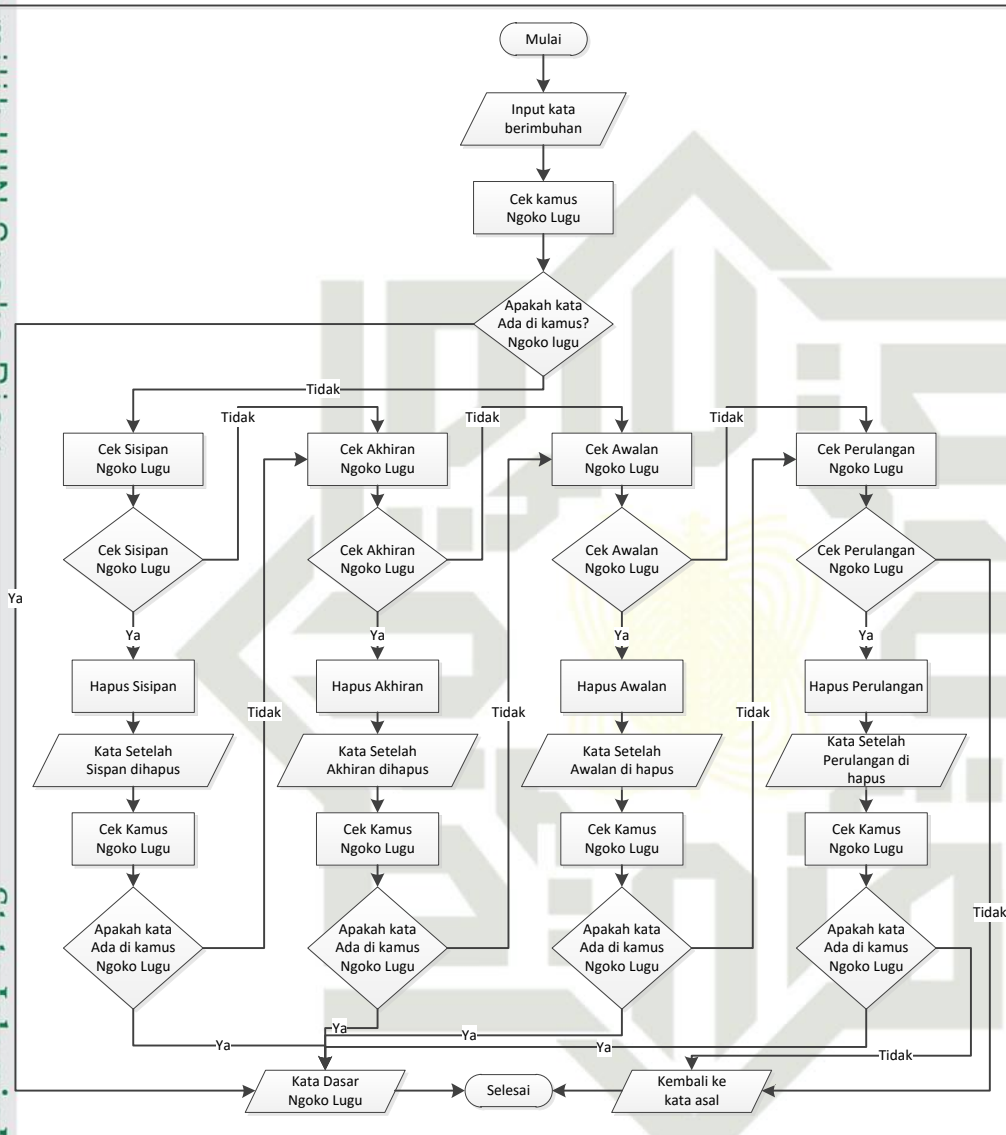 Mulai
Input kata
berimbuhan
Cek kamus
Ngoko Lugu
Apakah kata
Ada di kamus?
Ngoko lugu
Tidak
Ya
Cek Sisipan
Ngoko Lugu
Tidak
Cek Akhiran
Ngoko Lugu
Tidak
Cek Awalan
Ngoko Lugu
Tidak
Cek Perulangan
Ngoko Lugu
Cek Sisipan
Ngoko Lugu
Cek Akhiran
Ngoko Lugu
Cek Awalan
Ngoko Lugu
Cek Perulangan
Ngoko Lugu
Ya
Ya
Ya
Ya
Hapus Sisipan
Hapus Akhiran
Hapus Awalan
Hapus Perulangan
Tidak
Tidak
Tidak
Kata Setelah
Sispan dihapus
Kata Setelah
Akhiran dihapus
Kata Setelah
Awalan di hapus
Kata Setelah
Perulangan di
hapus
Cek Kamus
Ngoko Lugu
Cek Kamus
Ngoko Lugu
Cek Kamus
Ngoko Lugu
Cek Kamus
Ngoko Lugu
Apakah kata
Ada di kamus
Ngoko Lugu
Apakah kata
Ada di kamus
Ngoko Lugu
Apakah kata
Ada di kamus
Ngoko Lugu
Apakah kata
Ada di kamus
Ngoko Lugu
Tidak
Ya
Ya
Ya
Ya
Tidak
Kata Dasar
Ngoko Lugu
Selesai
Kembali ke
kata asal